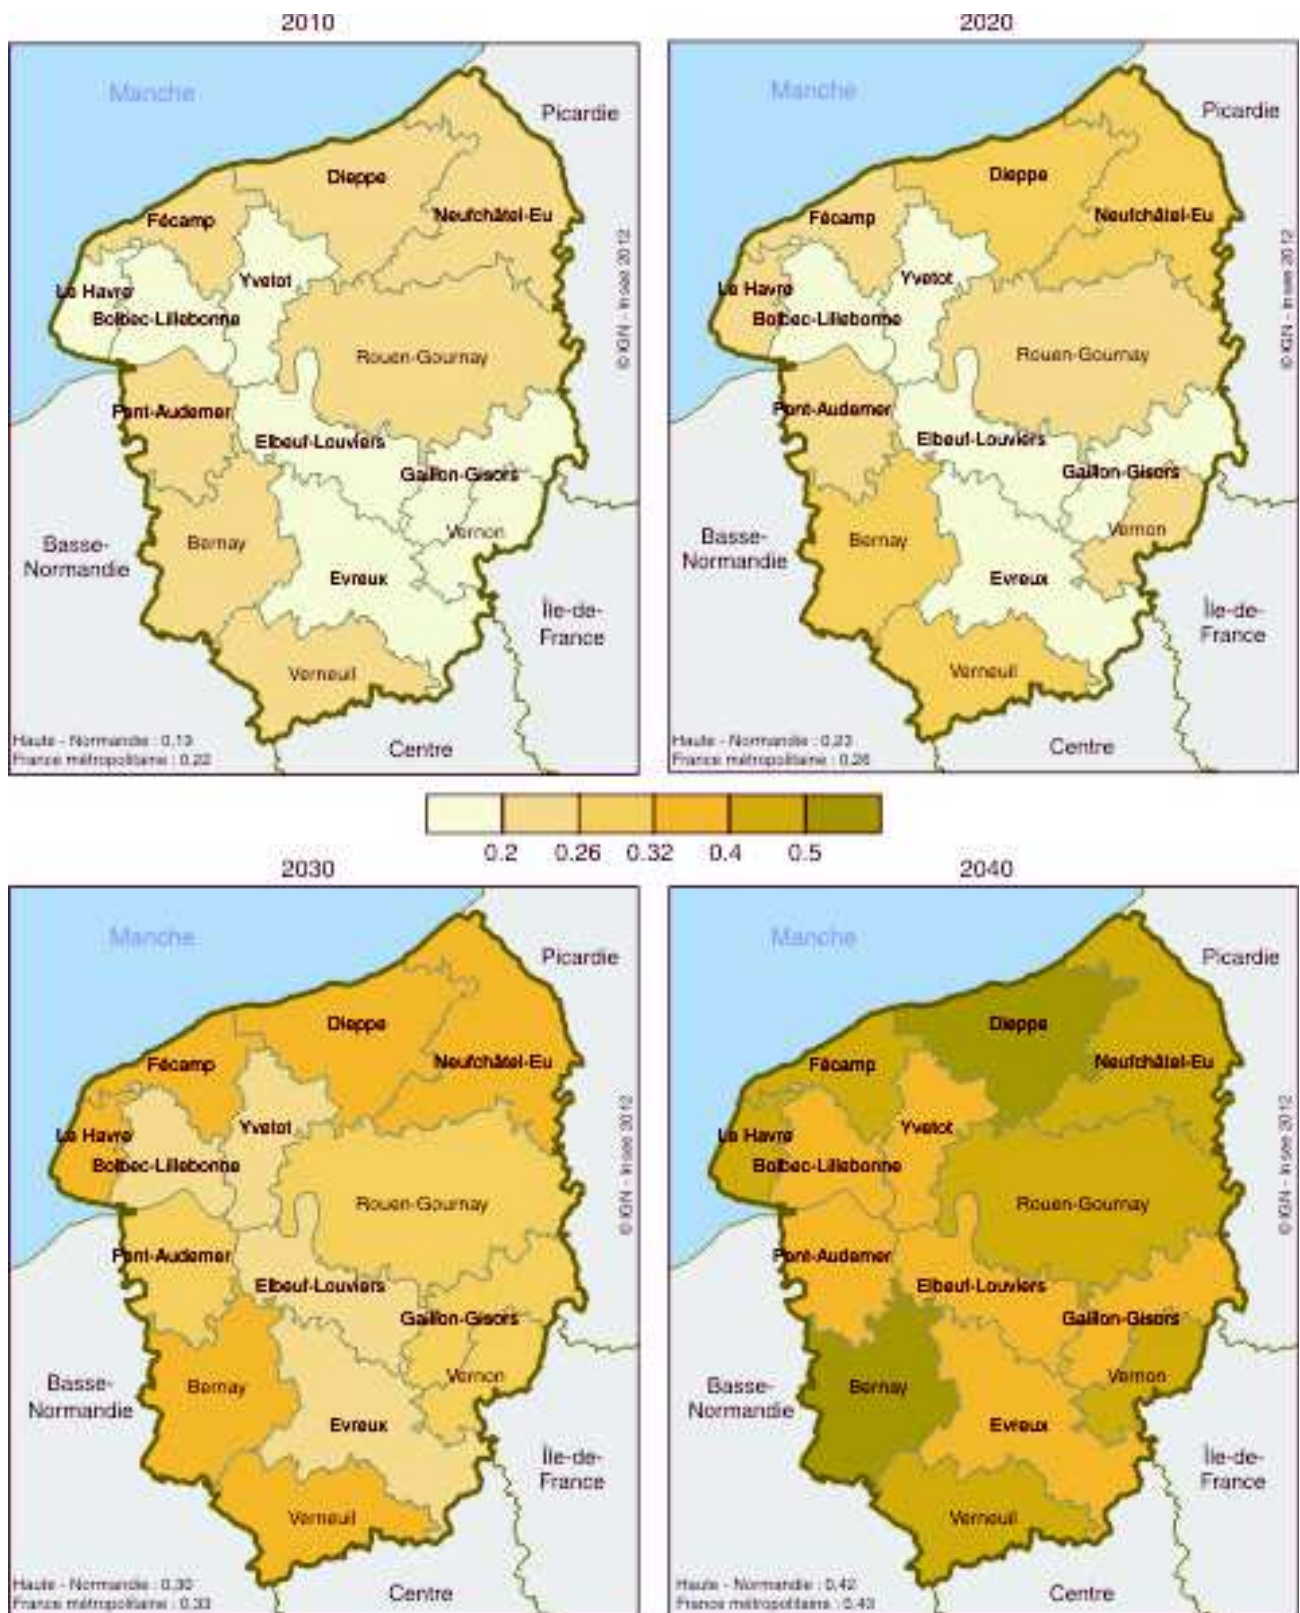 2010
Manche
Picardie
Dieppe
Neufchâtel-Eu
Fécamp
Yvetot
Le Havre
Bolbec-Lillebonne
Rouen-Gournay
© IGN - Insee 2012
Pont-Audemer
Elbeuf-Louviers
Gaillon-Gisors
Vernon
Bernay
Basse-
Normandie
Evreux
Île-de-
France
Verneuil
Haute - Normandie : 0,19
France métropolitaine : 0,22
Centre
2020
Manche
Picardie
Dieppe
Neufchâtel-Eu
Fécamp
Yvetot
Le Havre
Bolbec-Lillebonne
Rouen-Gournay
© IGN - Insee 2012
Pont-Audemer
Elbeuf-Louviers
Gaillon-Gisors
Vernon
Bernay
Basse-
Normandie
Evreux
Île-de-
France
Verneuil
Haute - Normandie : 0,23
France métropolitaine : 0,26
Centre
0.2 0.26 0.32 0.4 0.5
2030
Manche
Picardie
Dieppe
Neufchâtel-Eu
Fécamp
Yvetot
Le Havre
Bolbec-Lillebonne
Rouen-Gournay
© IGN - Insee 2012
Pont-Audemer
Elbeuf-Louviers
Gaillon-Gisors
Vernon
Bernay
Basse-
Normandie
Evreux
Île-de-
France
Verneuil
Haute - Normandie : 0,30
France métropolitaine : 0,33
Centre
2040
Manche
Picardie
Dieppe
Neufchâtel-Eu
Fécamp
Yvetot
Le Havre
Bolbec-Lillebonne
Rouen-Gournay
© IGN - Insee 2012
Pont-Audemer
Elbeuf-Louviers
Gaillon-Gisors
Vernon
Bernay
Basse-
Normandie
Evreux
Île-de-
France
Verneuil
Haute - Normandie : 0,42
France métropolitaine : 0,43
Centre